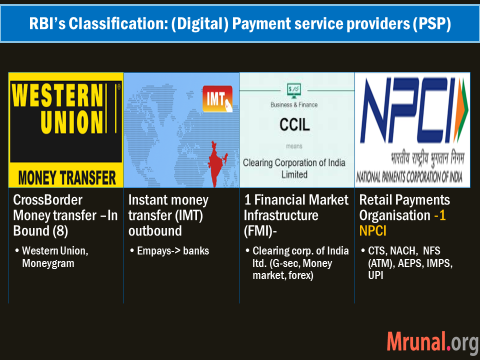 RBI's Classification: (Digital) Payment service providers (PSP)
WESTERN
UNION
MONEY TRANSFER
CrossBorder
Money transfer –In
Bound (8)
• Western Union,
Moneygram
IMT
Instant money
transfer (IMT)
outbound
• Empays-> banks
Business & Finance
CCIL
means
Clearing Corporation of India
Limited
1 Financial Market
Infrastructure
(FMI)-
• Clearing corp. of India
ltd. (G-sec, Money
market, forex)
NPCI
भारतीय राष्ट्रीय भुगतान निगम
NATIONAL PAYMENTS CORPORATION OF INDIA
Retail Payments
Organisation -1
NPCI
• CTS, NACH, NFS
(ATM), AEPS, IMPS,
UPI
Mrunal.org